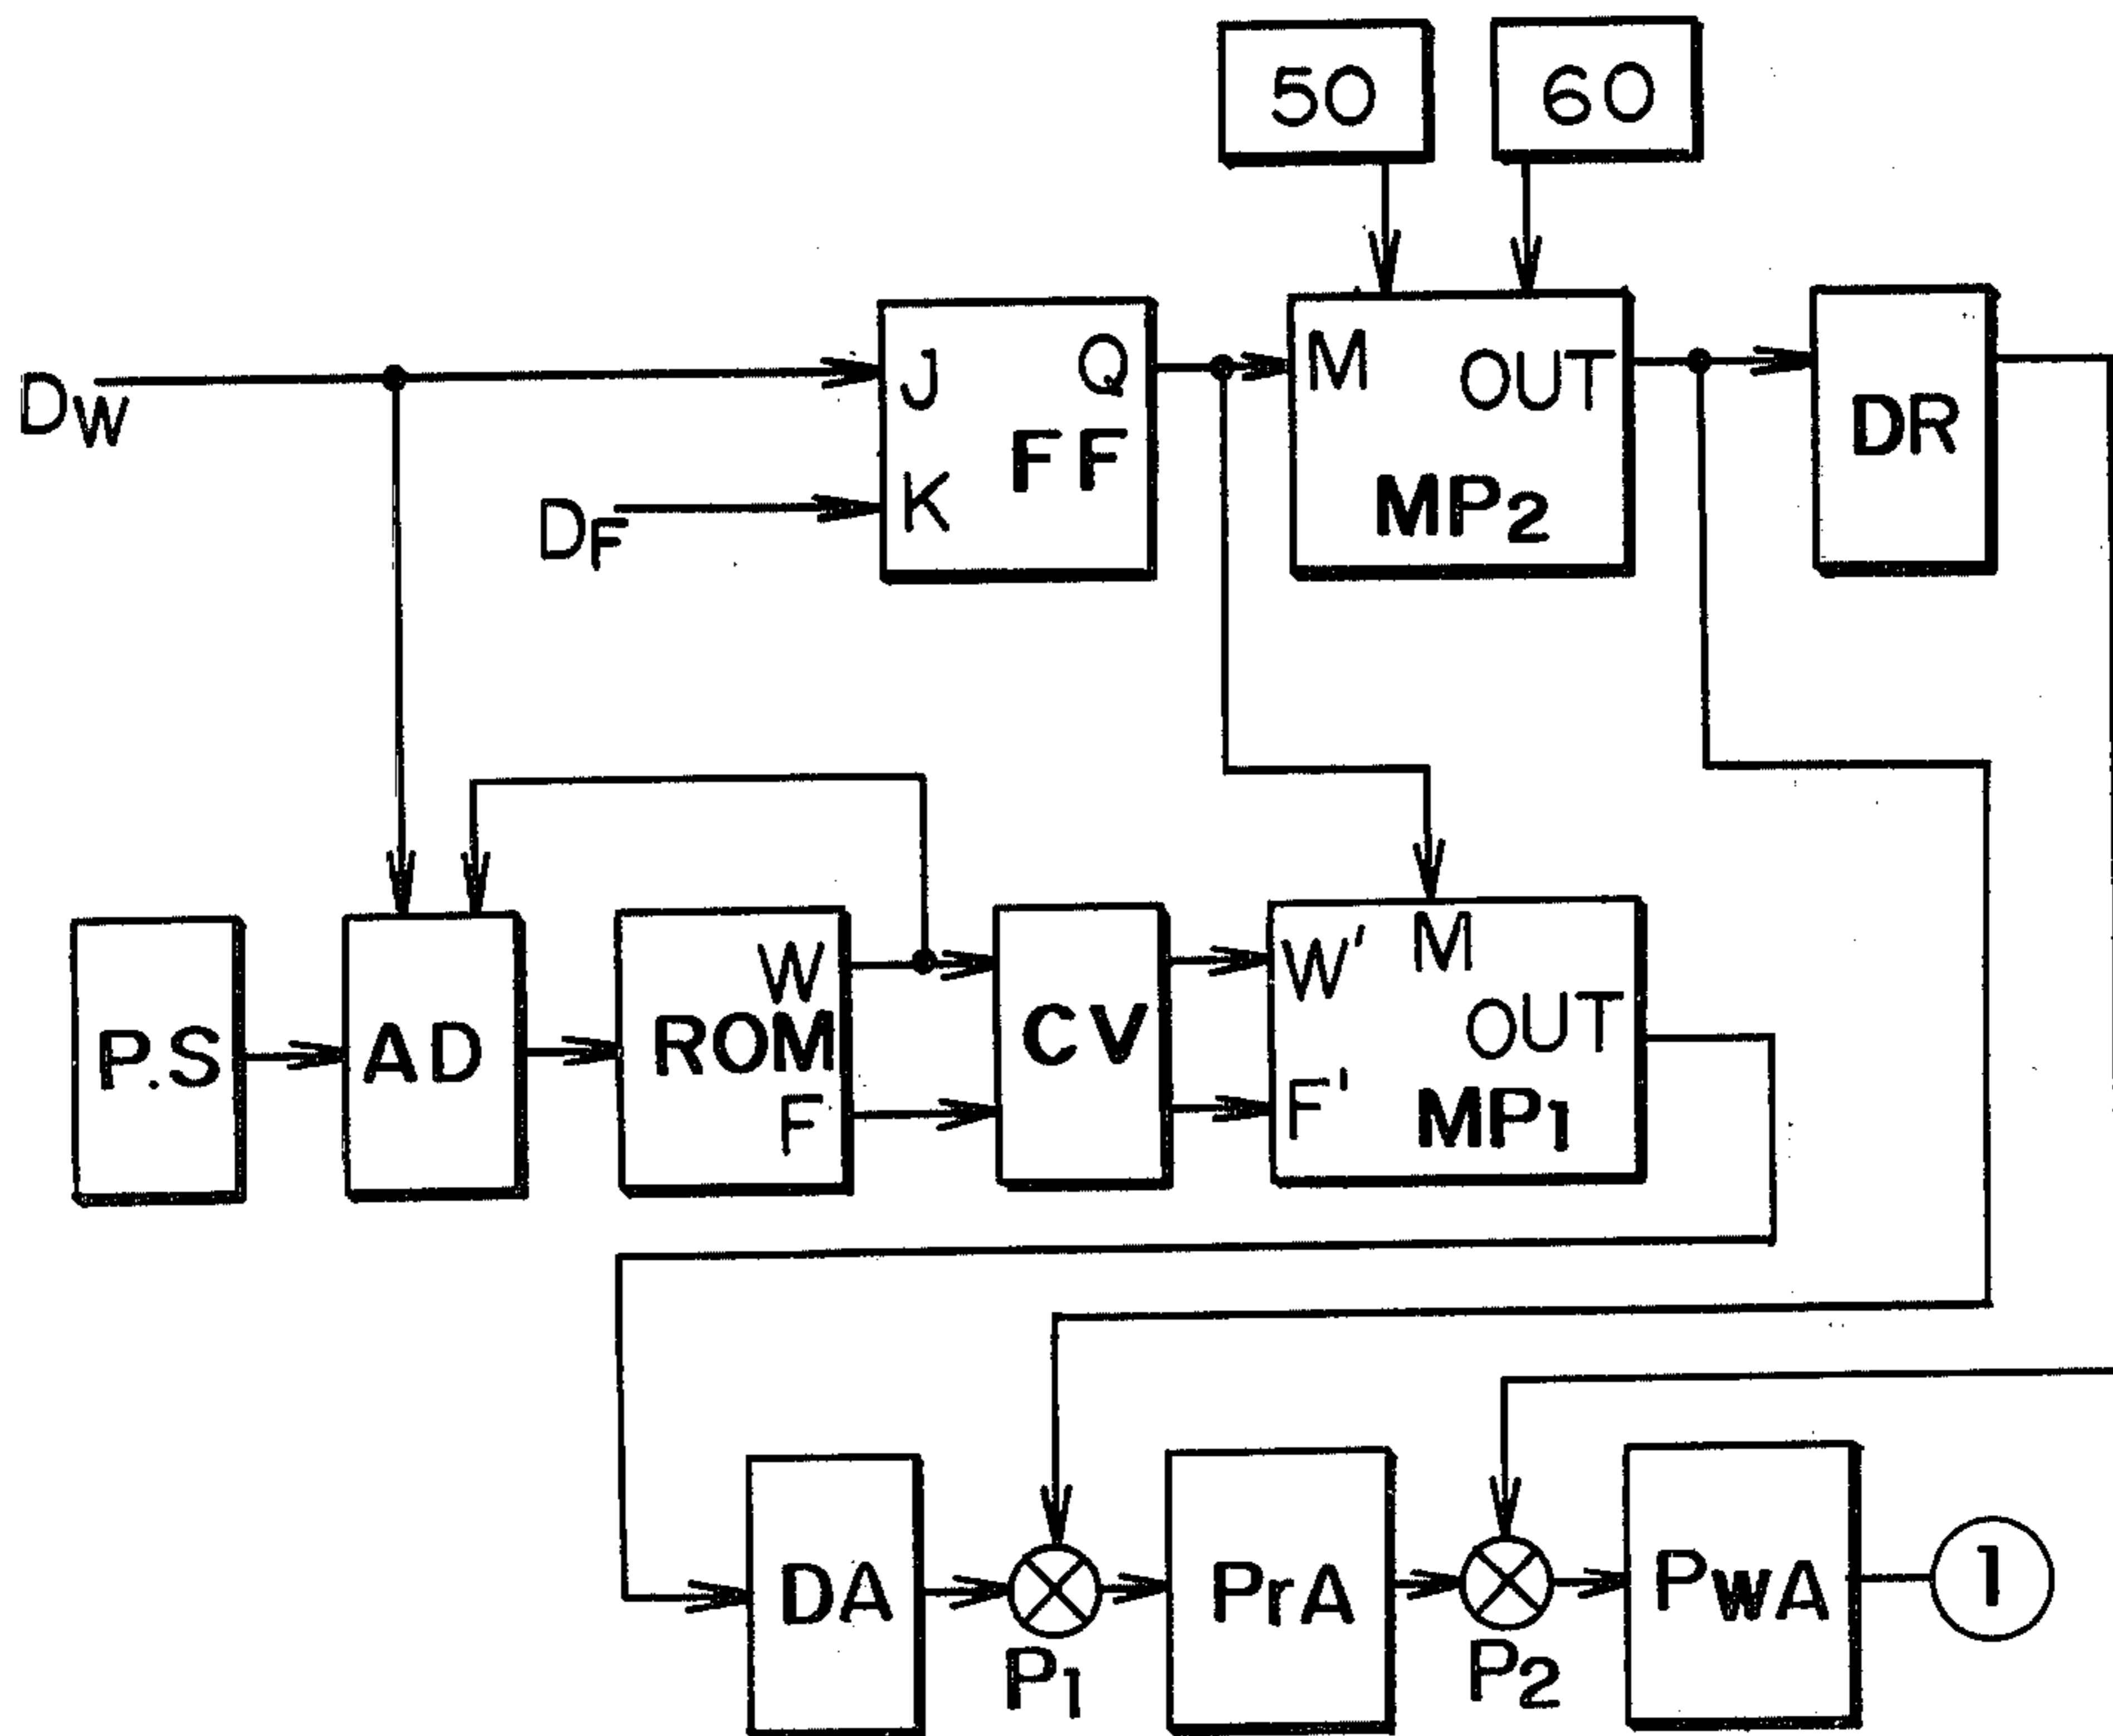 50
60
DW
J
Q
FF
K
DF
M
OUT
MP2
DR
P.S
AD
W
ROM
F
CV
W'
M
OUT
F'
MP1
DA
P1
PrA
P2
PWA
1